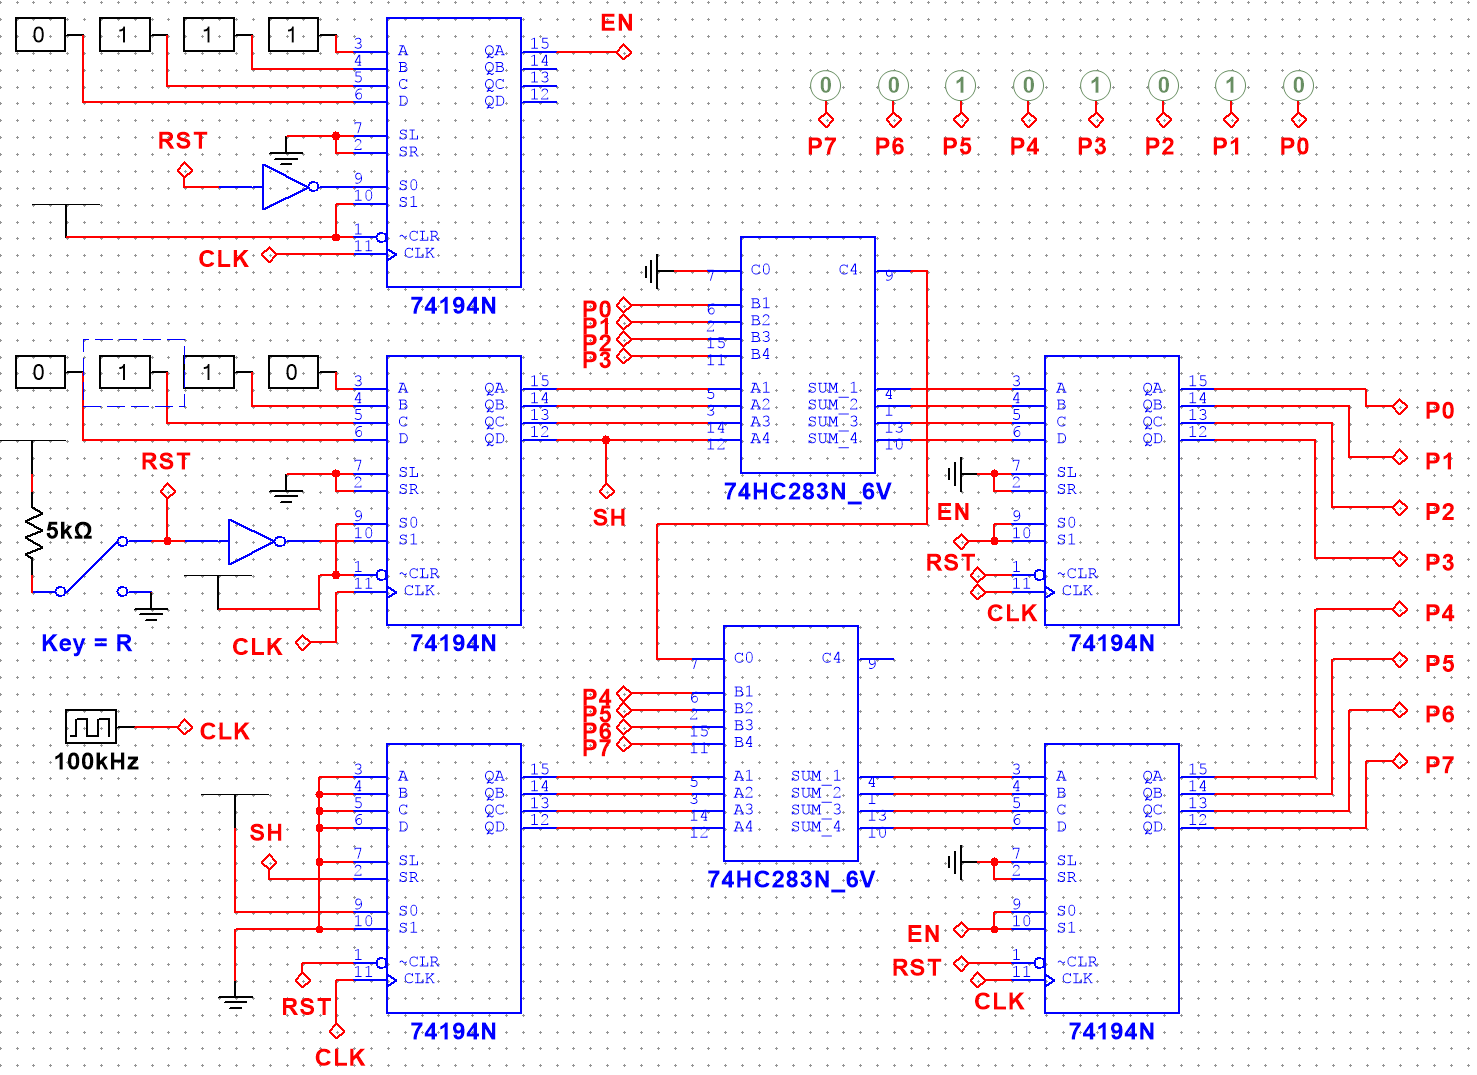 0 1 1 1
3 A QA 15
4 B QB 14
5 C QC 13
6 D QD 12
7 SL
2 SR
9 S0
10 S1
1 ~CLR
11 CLK
74194N
EN
RST
CLK
0 0 1 0 1 0 1 0
P7 P6 P5 P4 P3 P2 P1 P0
7 C0 C4 9
P0 6 B1
P1 2 B2
P2 15 B3
P3 11 B4
5 A1 SUM_1 4
3 A2 SUM_2 1
14 A3 SUM_3 13
12 A4 SUM_4 10
74HC283N_6V
0 1 1 0
3 A QA 15
4 B QB 14
5 C QC 13
6 D QD 12
7 SL
2 SR
9 S0
10 S1
1 ~CLR
11 CLK
74194N
RST
5kΩ
Key = R
CLK
SH
3 A QA 15
4 B QB 14
5 C QC 13
6 D QD 12
7 SL
2 SR
9 S0
10 S1
1 ~CLR
11 CLK
74194N
EN
RST
CLK
P0
P1
P2
P3
P4
P5
P6
P7
7 C0 C4 9
P4 6 B1
P5 2 B2
P6 15 B3
P7 11 B4
5 A1 SUM_1 4
3 A2 SUM_2 1
14 A3 SUM_3 13
12 A4 SUM_4 10
74HC283N_6V
CLK
100kHz
SH
3 A QA 15
4 B QB 14
5 C QC 13
6 D QD 12
7 SL
2 SR
9 S0
10 S1
1 ~CLR
11 CLK
74194N
RST
CLK
3 A QA 15
4 B QB 14
5 C QC 13
6 D QD 12
7 SL
2 SR
9 S0
10 S1
1 ~CLR
11 CLK
74194N
EN
RST
CLK